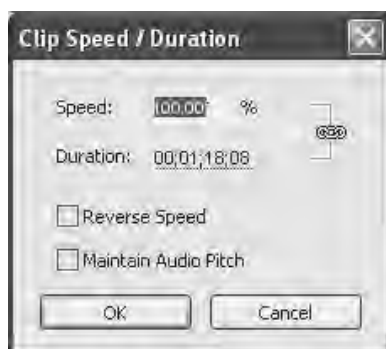 Clip Speed / Duration
Speed: 100.00 %
Duration: 00;01;18;08
Reverse Speed
Maintain Audio Pitch
OK Cancel